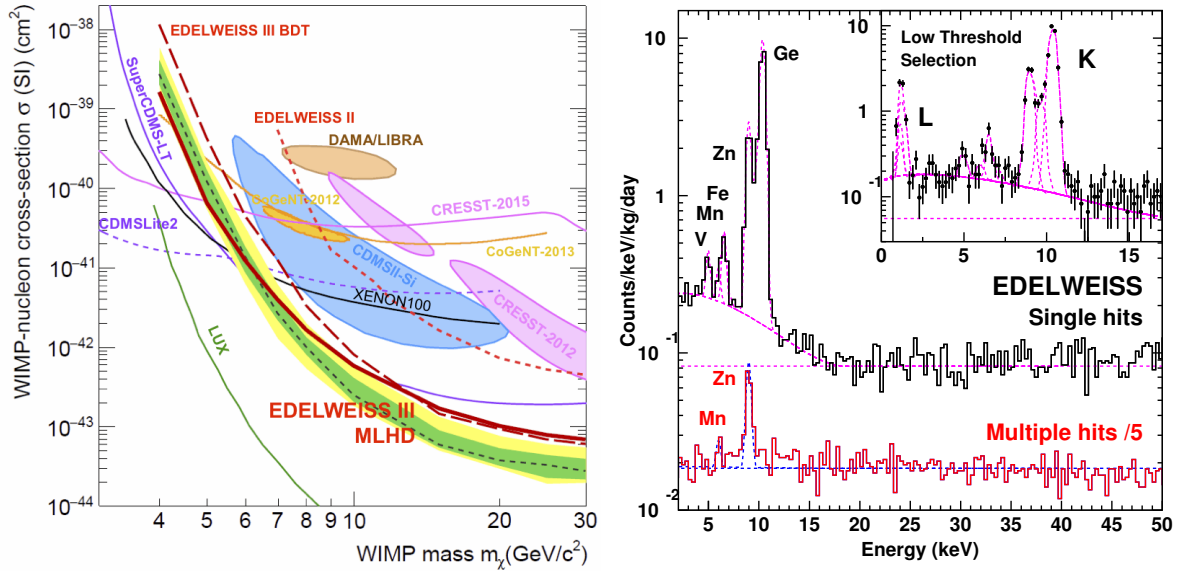 WIMP-nucleon cross-section σ (SI) (cm²)
10⁻³⁸
10⁻³⁹
10⁻⁴⁰
10⁻⁴¹
10⁻⁴²
10⁻⁴³
10⁻⁴⁴
EDELWEISS III BDT
SuperCDMS-LT
EDELWEISS II
DAMA/LIBRA
CoGeNT-2012
CRESST-2015
CDMSLite2
CoGeNT-2013
CDMSII-Si
XENON100
CRESST-2012
LUX
EDELWEISS III
MLHD
4 5 6 7 8 9 10 20 30
WIMP mass mχ(GeV/c²)
Counts/keV/kg/day
10
1
10⁻¹
10⁻²
Ge
Zn
Fe
Mn
V
Low Threshold
Selection
K
L
10
1
10⁻¹
0 5 10 15
EDELWEISS
Single hits
Zn
Mn
Multiple hits /5
5 10 15 20 25 30 35 40 45 50
Energy (keV)